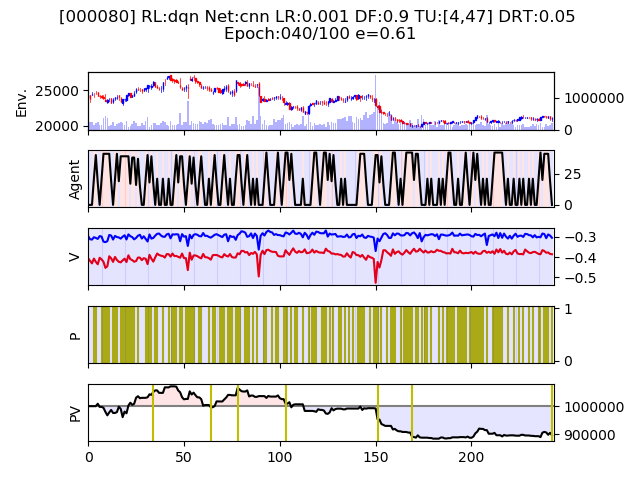 [000080] RL:dqn Net:cnn LR:0.001 DF:0.9 TU:[4,47] DRT:0.05
Epoch:040/100 e=0.61
Env.
25000
20000
1000000
0
Agent
25
0
V
−0.3
−0.4
−0.5
P
1
0
PV
1000000
900000
0 50 100 150 200